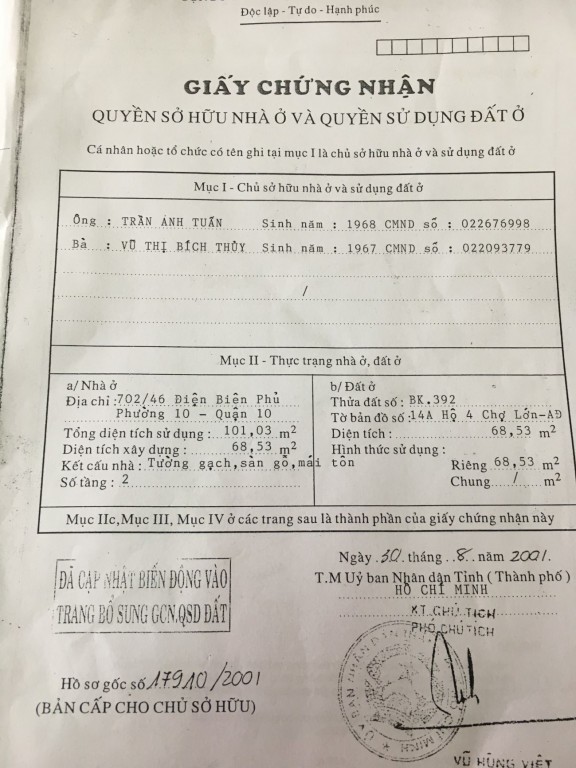 Độc lập - Tự do - Hạnh phúc
GIẤY CHỨNG NHẬN
QUYỀN SỞ HỮU NHÀ Ở VÀ QUYỀN SỬ DỤNG ĐẤT Ở
Cá nhân hoặc tổ chức có tên ghi tại mục I là chủ sở hữu nhà ở và sử dụng đất ở
Mục I - Chủ sở hữu nhà ở và sử dụng đất ở
Ông : TRẦN ANH TUẤN Sinh năm : 1968 CMND số : 022676998
Bà : VŨ THỊ BÍCH THỦY Sinh năm : 1967 CMND số : 022093779
/
Mục II - Thực trạng nhà ở, đất ở
a/ Nhà ở
Địa chỉ : 702/46 Điện Biên Phủ
Phường 10 - Quận 10
Tổng diện tích sử dụng : 101,03 m2
Diện tích xây dựng : 68,53 m2
Kết cấu nhà : Tường gạch, sàn gỗ, mái tôn
Số tầng : 2
b/ Đất ở
Thửa đất số : BK.392
Tờ bản đồ số : 14A Hộ 4 Chợ Lớn-AĐ
Diện tích : 68,53 m2
Hình thức sử dụng :
Riêng 68,53 m2
Chung / m2
Mục IIc, Mục III, Mục IV ở các trang sau là thành phần của giấy chứng nhận này
ĐÃ CẬP NHẬT BIẾN ĐỘNG VÀO
TRANG BỔ SUNG GCN.QSD ĐẤT
Hồ sơ gốc số 17910/2001
(BẢN CẤP CHO CHỦ SỞ HỮU)
Ngày 30 tháng 8 năm 2001.
T.M Uỷ ban Nhân dân Tỉnh ( Thành phố )
HỒ CHÍ MINH
KT. CHỦ TỊCH
PHÓ CHỦ TỊCH
VŨ HÙNG VIỆT